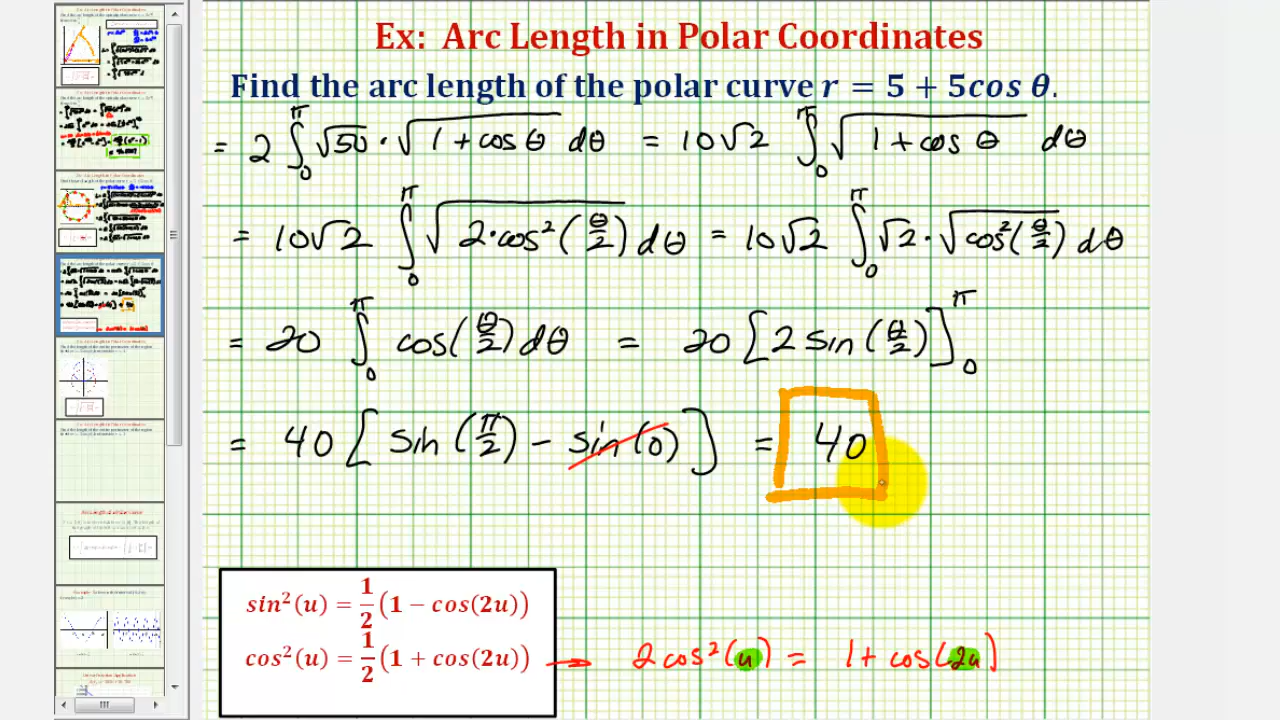 Ex: Arc Length in Polar Coordinates
Find the arc length of the polar curve r = 5 + 5cos θ.
= 2 ∫₀^π √50 · √(1 + cos θ) dθ = 10√2 ∫₀^π √(1 + cos θ) dθ
= 10√2 ∫₀^π √(2·cos²(θ/2)) dθ = 10√2 ∫₀^π √2 · √(cos²(θ/2)) dθ
= 20 ∫₀^π cos(θ/2) dθ = 20 [2 sin(θ/2)]₀^π
= 40 [sin(π/2) − sin(0)] = 40
sin²(u) = 1/2 (1 − cos(2u))
cos²(u) = 1/2 (1 + cos(2u)) → 2cos²(u) = 1 + cos(2u)